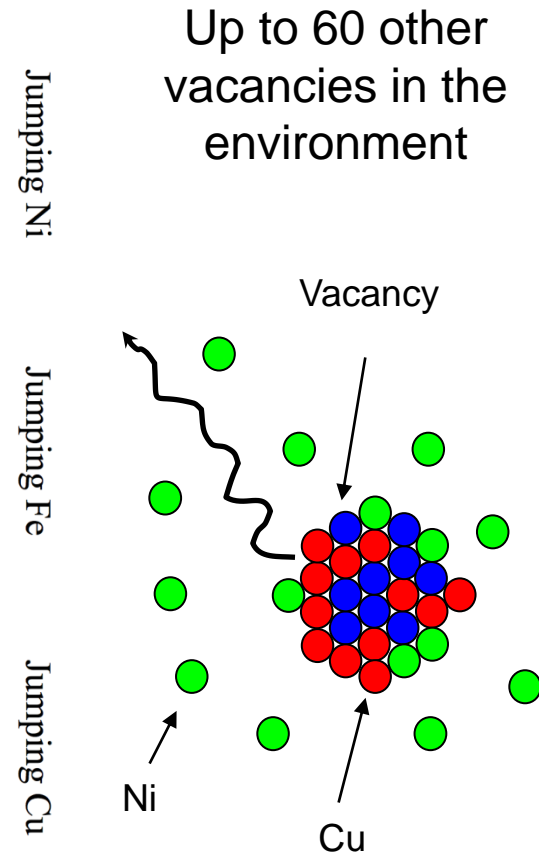 Up to 60 other
vacancies in the
environment
Jumping Ni
Vacancy
Jumping Fe
Jumping Cu
Ni
Cu